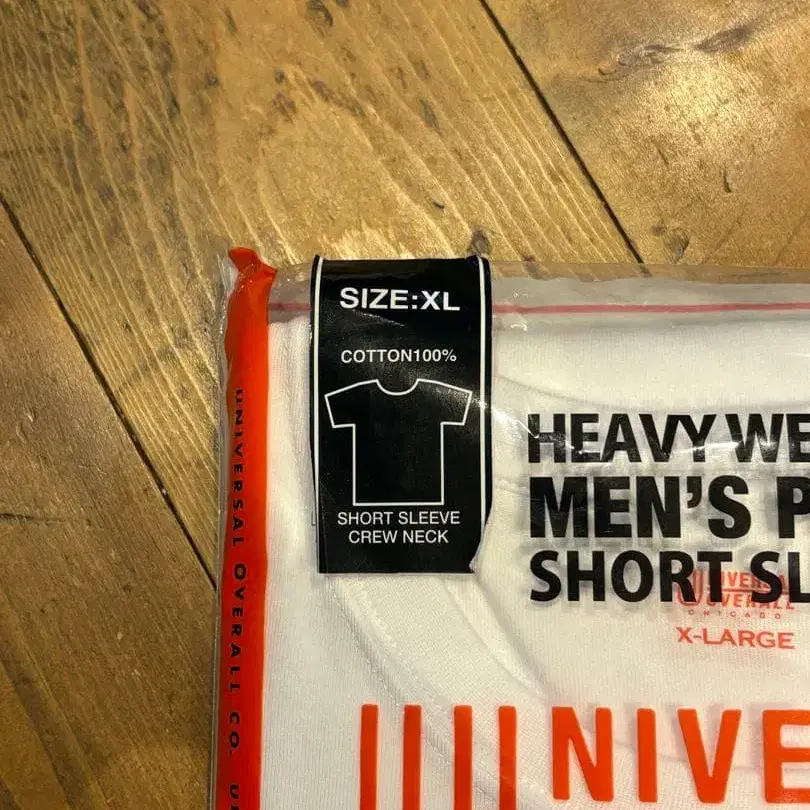 SIZE:XL
COTTON100%
SHORT SLEEVE
CREW NECK
HEAVY WE
MEN'S P
SHORT SL
UNIVERSAL
OVERALL
CHICAGO
X-LARGE
NIVE
UNIVERSAL OVERALL CO.